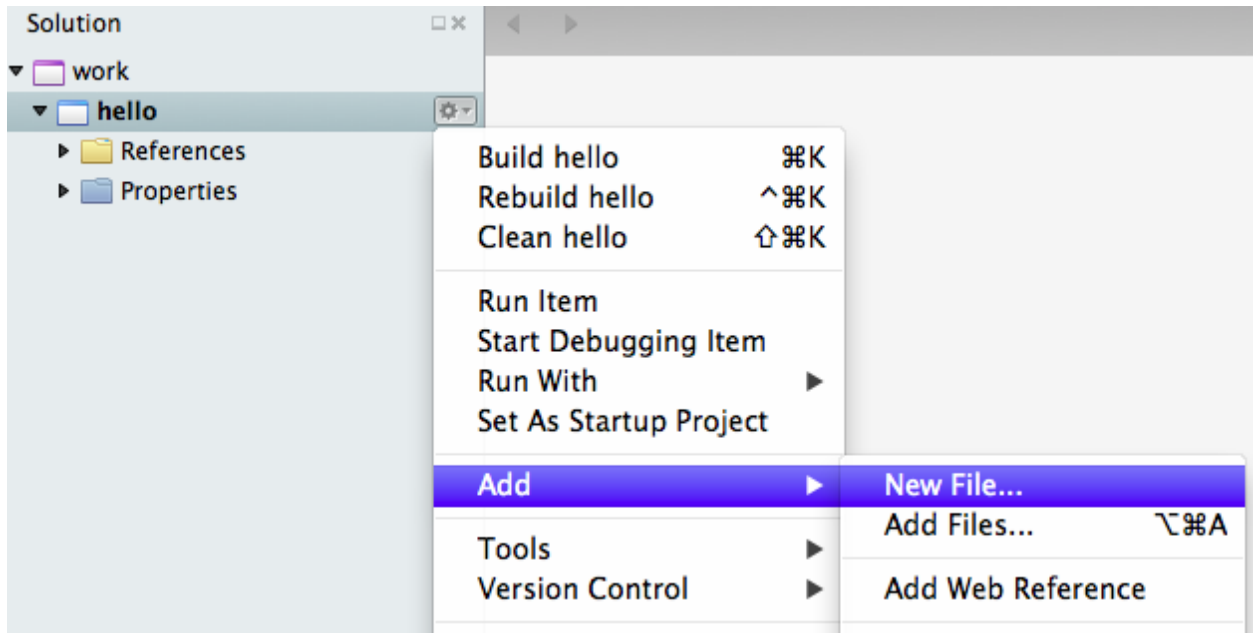 Solution
work
hello
References
Properties
Build hello ⌘K
Rebuild hello ^⌘K
Clean hello ⇧⌘K
Run Item
Start Debugging Item
Run With
Set As Startup Project
Add
New File...
Add Files... ⌥⌘A
Tools
Version Control
Add Web Reference